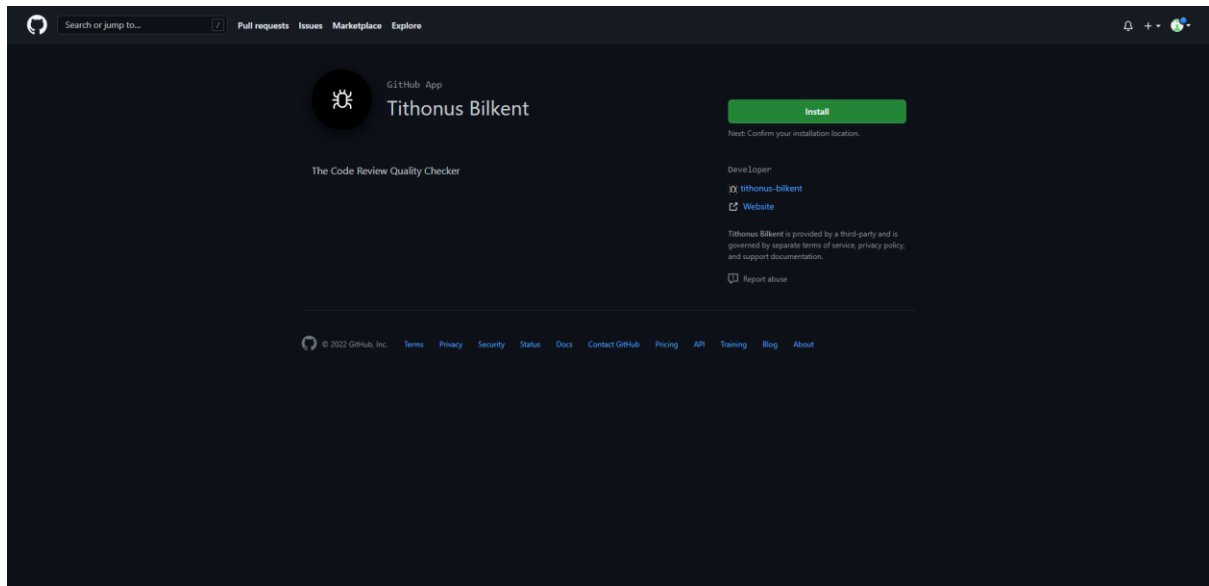 Search or jump to... /
Pull requests Issues Marketplace Explore
GitHub App
Tithonus Bilkent
Install
Next: Confirm your installation location.
The Code Review Quality Checker
Developer
tithonus-bilkent
Website
Tithonus Bilkent is provided by a third-party and is
governed by separate terms of service, privacy policy,
and support documentation.
Report abuse
© 2022 GitHub, Inc. Terms Privacy Security Status Docs Contact GitHub Pricing API Training Blog About